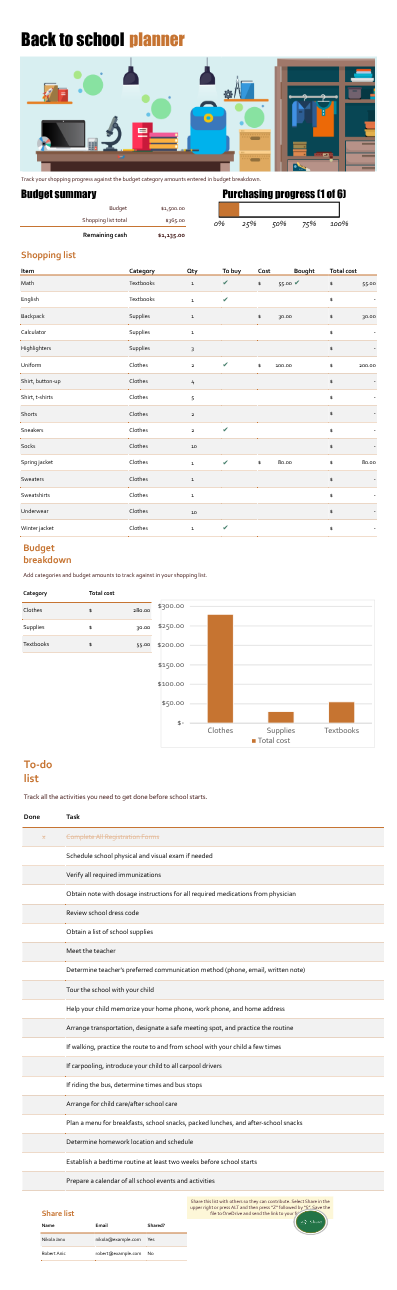 Back to school planner
Track your shopping progress against the budget category amounts entered in budget breakdown.
Budget summary
Purchasing progress (1 of 6)
Budget $1,500.00
Shopping list total $365.00
Remaining cash $1,135.00
0% 25% 50% 75% 100%
Shopping list
Item Category Qty To buy Cost Bought Total cost
Math Textbooks 1 ✓ $ 55.00 ✓ $ 55.00
English Textbooks 1 ✓ $ -
Backpack Supplies 1 $ 30.00 $ 30.00
Calculator Supplies 1 $ -
Highlighters Supplies 3 $ -
Uniform Clothes 2 ✓ $ 100.00 $ 200.00
Shirt, button-up Clothes 4 $ -
Shirt, t-shirts Clothes 5 $ -
Shorts Clothes 2 $ -
Sneakers Clothes 2 ✓ $ -
Socks Clothes 10 $ -
Spring jacket Clothes 1 ✓ $ 80.00 $ 80.00
Sweaters Clothes 1 $ -
Sweatshirts Clothes 1 $ -
Underwear Clothes 10 $ -
Winter jacket Clothes 1 ✓ $ -
Budget
breakdown
Add categories and budget amounts to track against in your shopping list.
Category Total cost
Clothes $ 280.00
Supplies $ 30.00
Textbooks $ 55.00
$300.00
$250.00
$200.00
$150.00
$100.00
$50.00
$-
Clothes Supplies Textbooks
Total cost
To-do
list
Track all the activities you need to get done before school starts.
Done Task
x Complete All Registration Forms
Schedule school physical and visual exam if needed
Verify all required immunizations
Obtain note with dosage instructions for all required medications from physician
Review school dress code
Obtain a list of school supplies
Meet the teacher
Determine teacher's preferred communication method (phone, email, written note)
Tour the school with your child
Help your child memorize your home phone, work phone, and home address
Arrange transportation, designate a safe meeting spot, and practice the routine
If walking, practice the route to and from school with your child a few times
If carpooling, introduce your child to all carpool drivers
If riding the bus, determine times and bus stops
Arrange for child care/after school care
Plan a menu for breakfasts, school snacks, packed lunches, and after-school snacks
Determine homework location and schedule
Establish a bedtime routine at least two weeks before school starts
Prepare a calendar of all school events and activities
Share this list with others so they can contribute. Select Share in the
upper right or press ALT and then press "Z" followed by "S". Save the
file to OneDrive and send the link to your
Share
Share list
Name Email Shared?
Nikola Janu nikola@example.com Yes
Robert Anic robert@example.com No